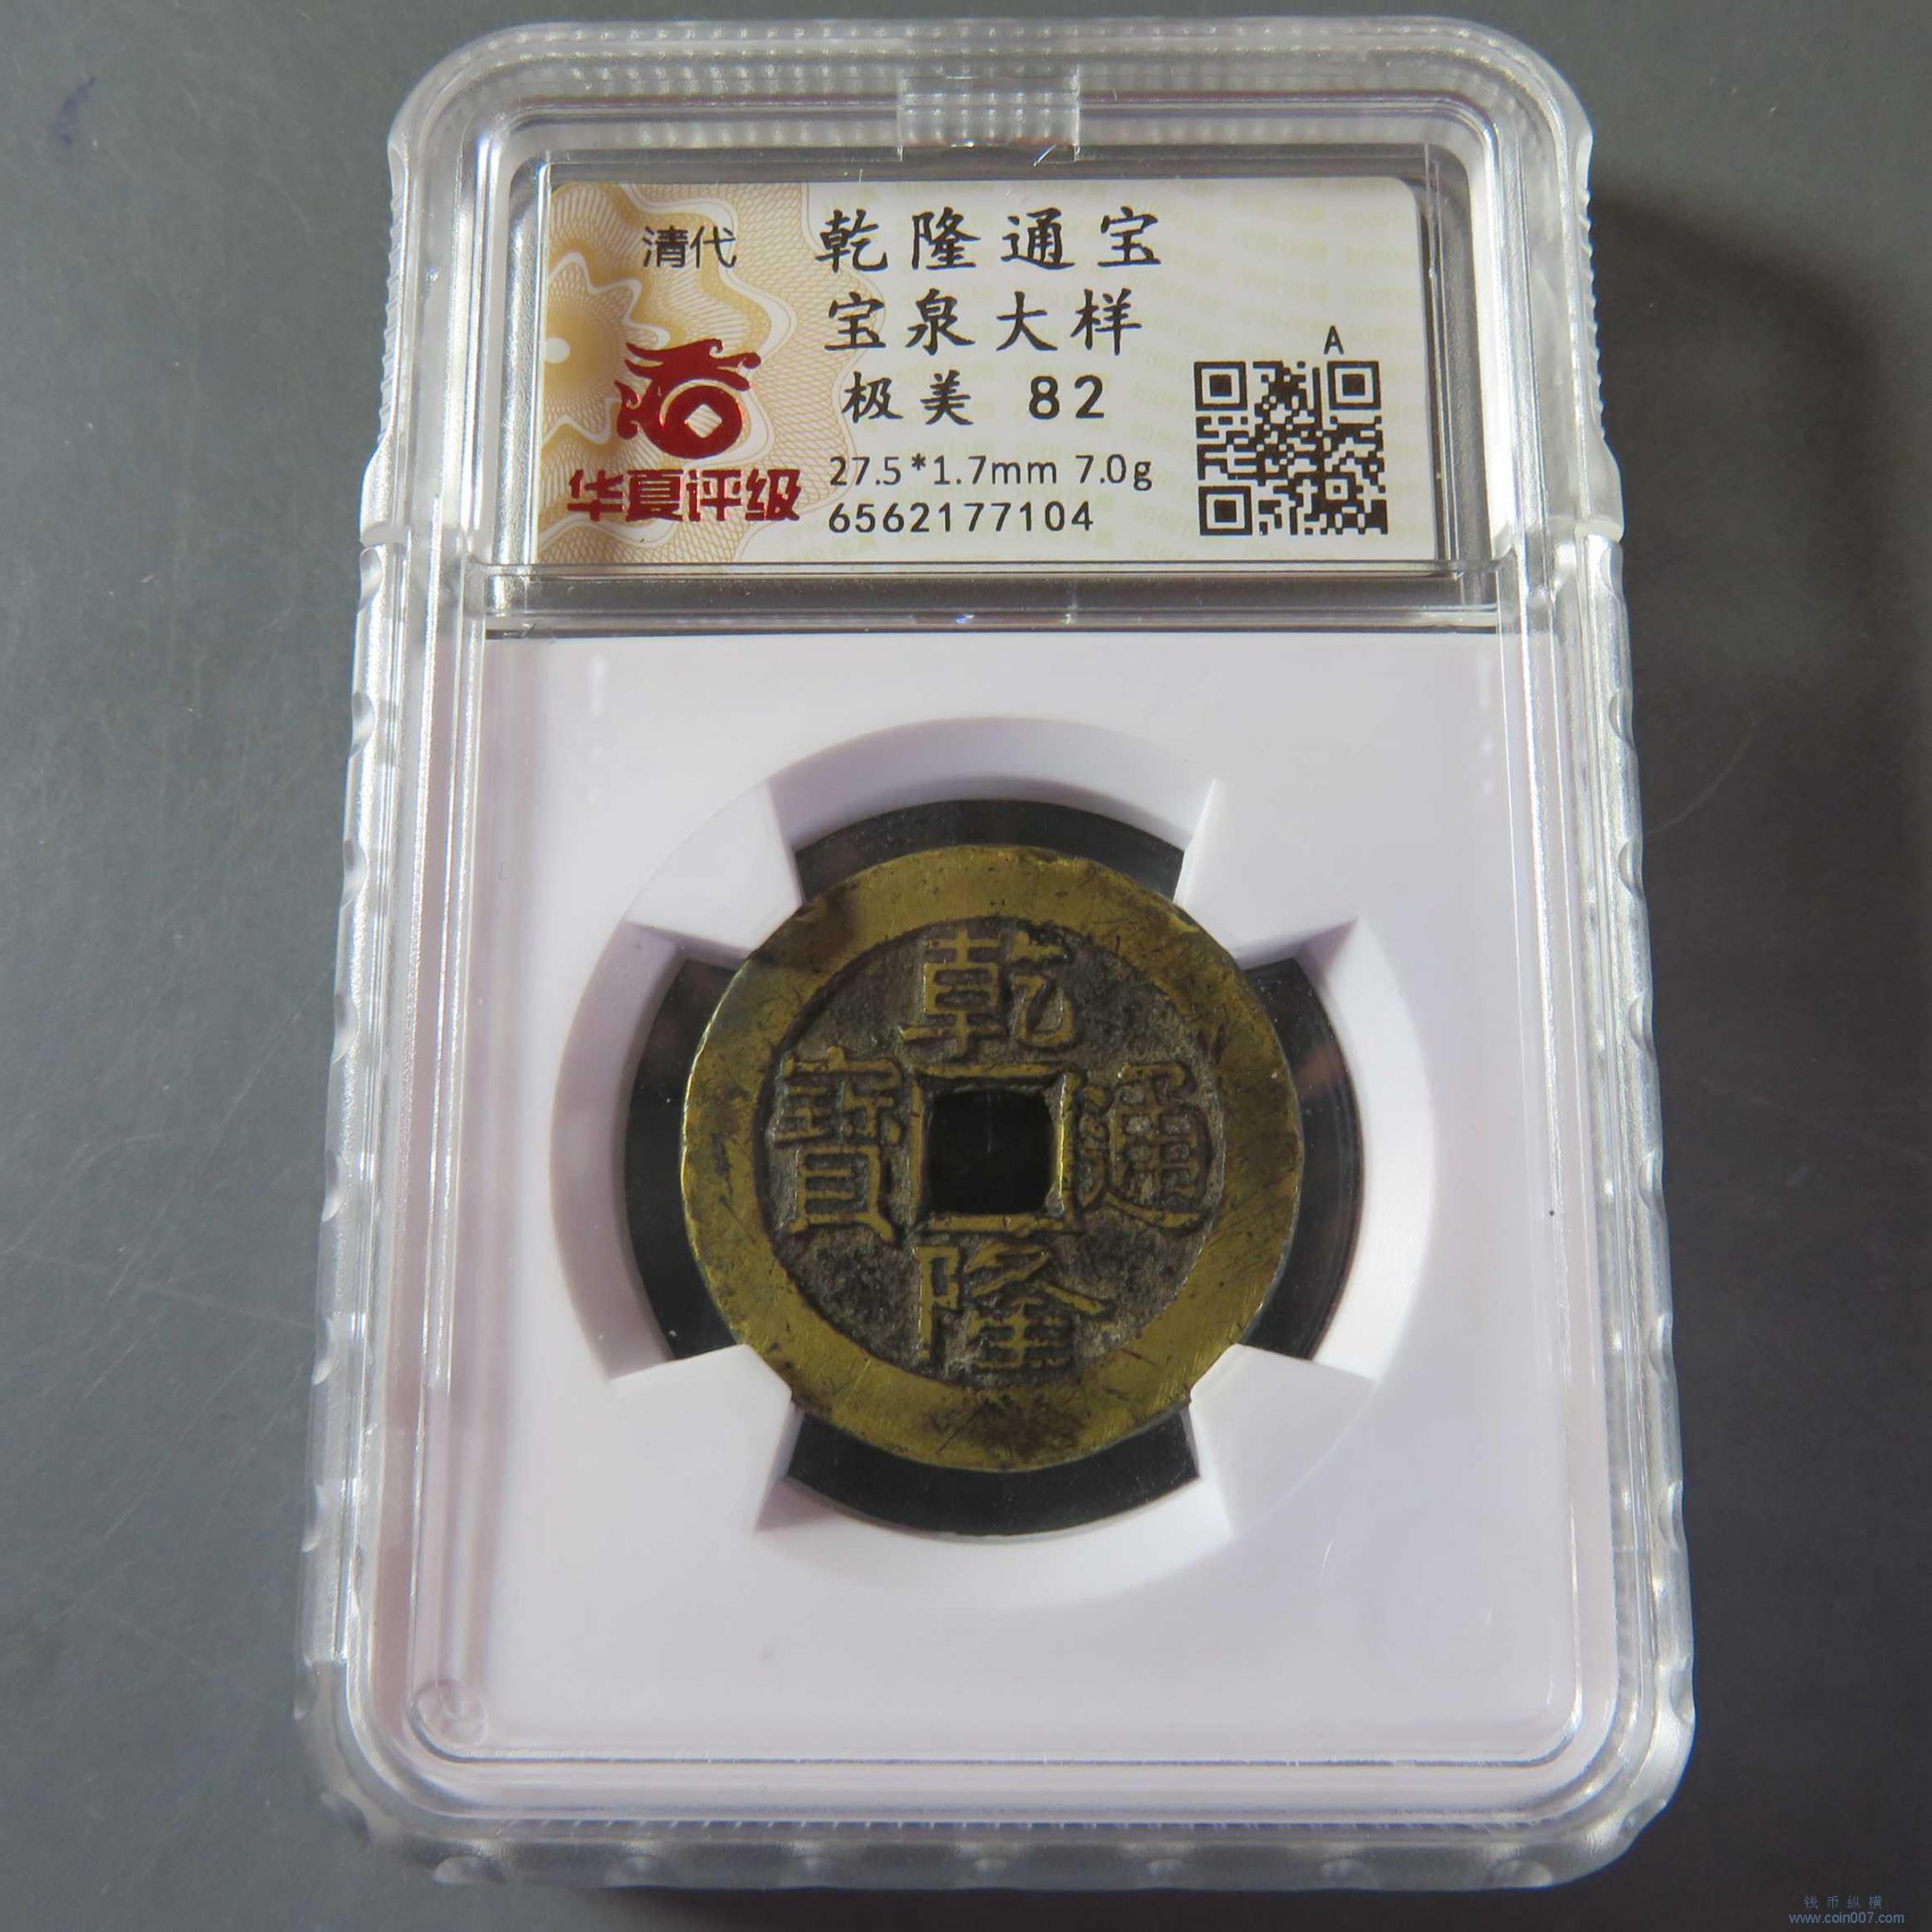 清代
乾隆通宝
宝泉大样
极美 82
27.5*1.7mm 7.0g
6562177104
A
华夏评级
乾隆通寶
钱币纵横
www.coin007.com